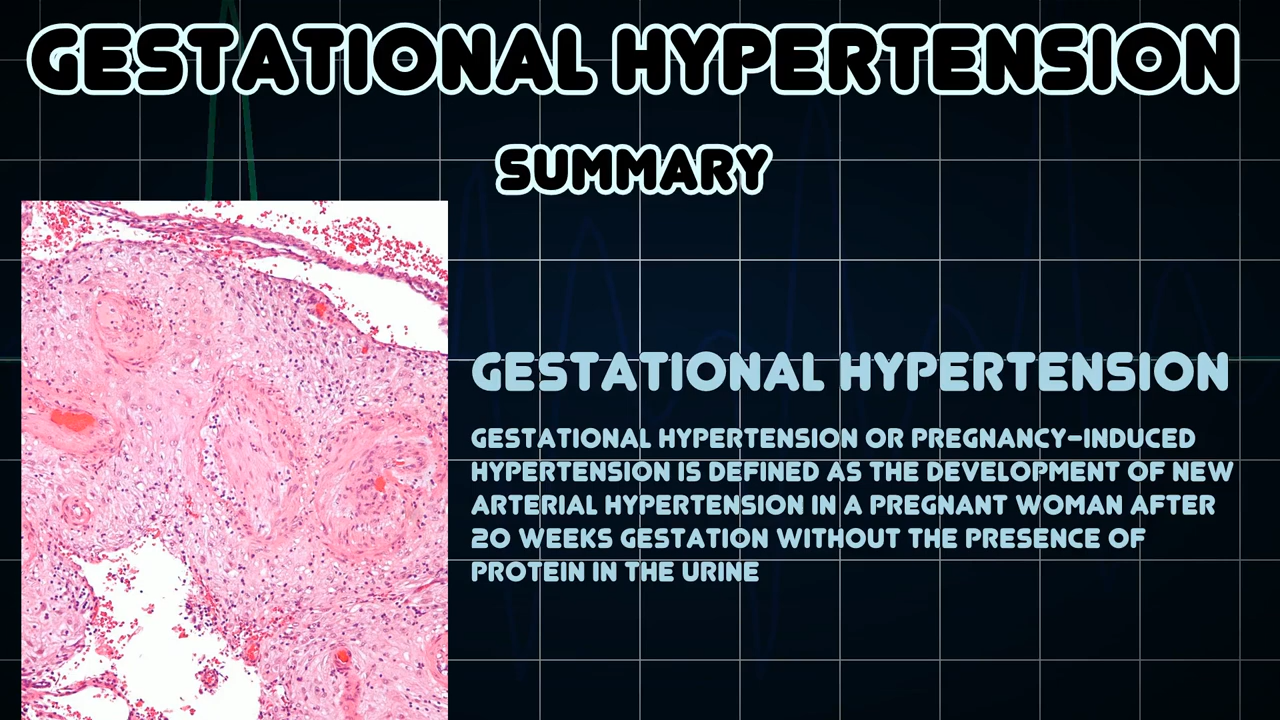 GESTATIONAL HYPERTENSION
SUMMARY
GESTATIONAL HYPERTENSION
GESTATIONAL HYPERTENSION OR PREGNANCY-INDUCED
HYPERTENSION IS DEFINED AS THE DEVELOPMENT OF NEW
ARTERIAL HYPERTENSION IN A PREGNANT WOMAN AFTER
20 WEEKS GESTATION WITHOUT THE PRESENCE OF
PROTEIN IN THE URINE